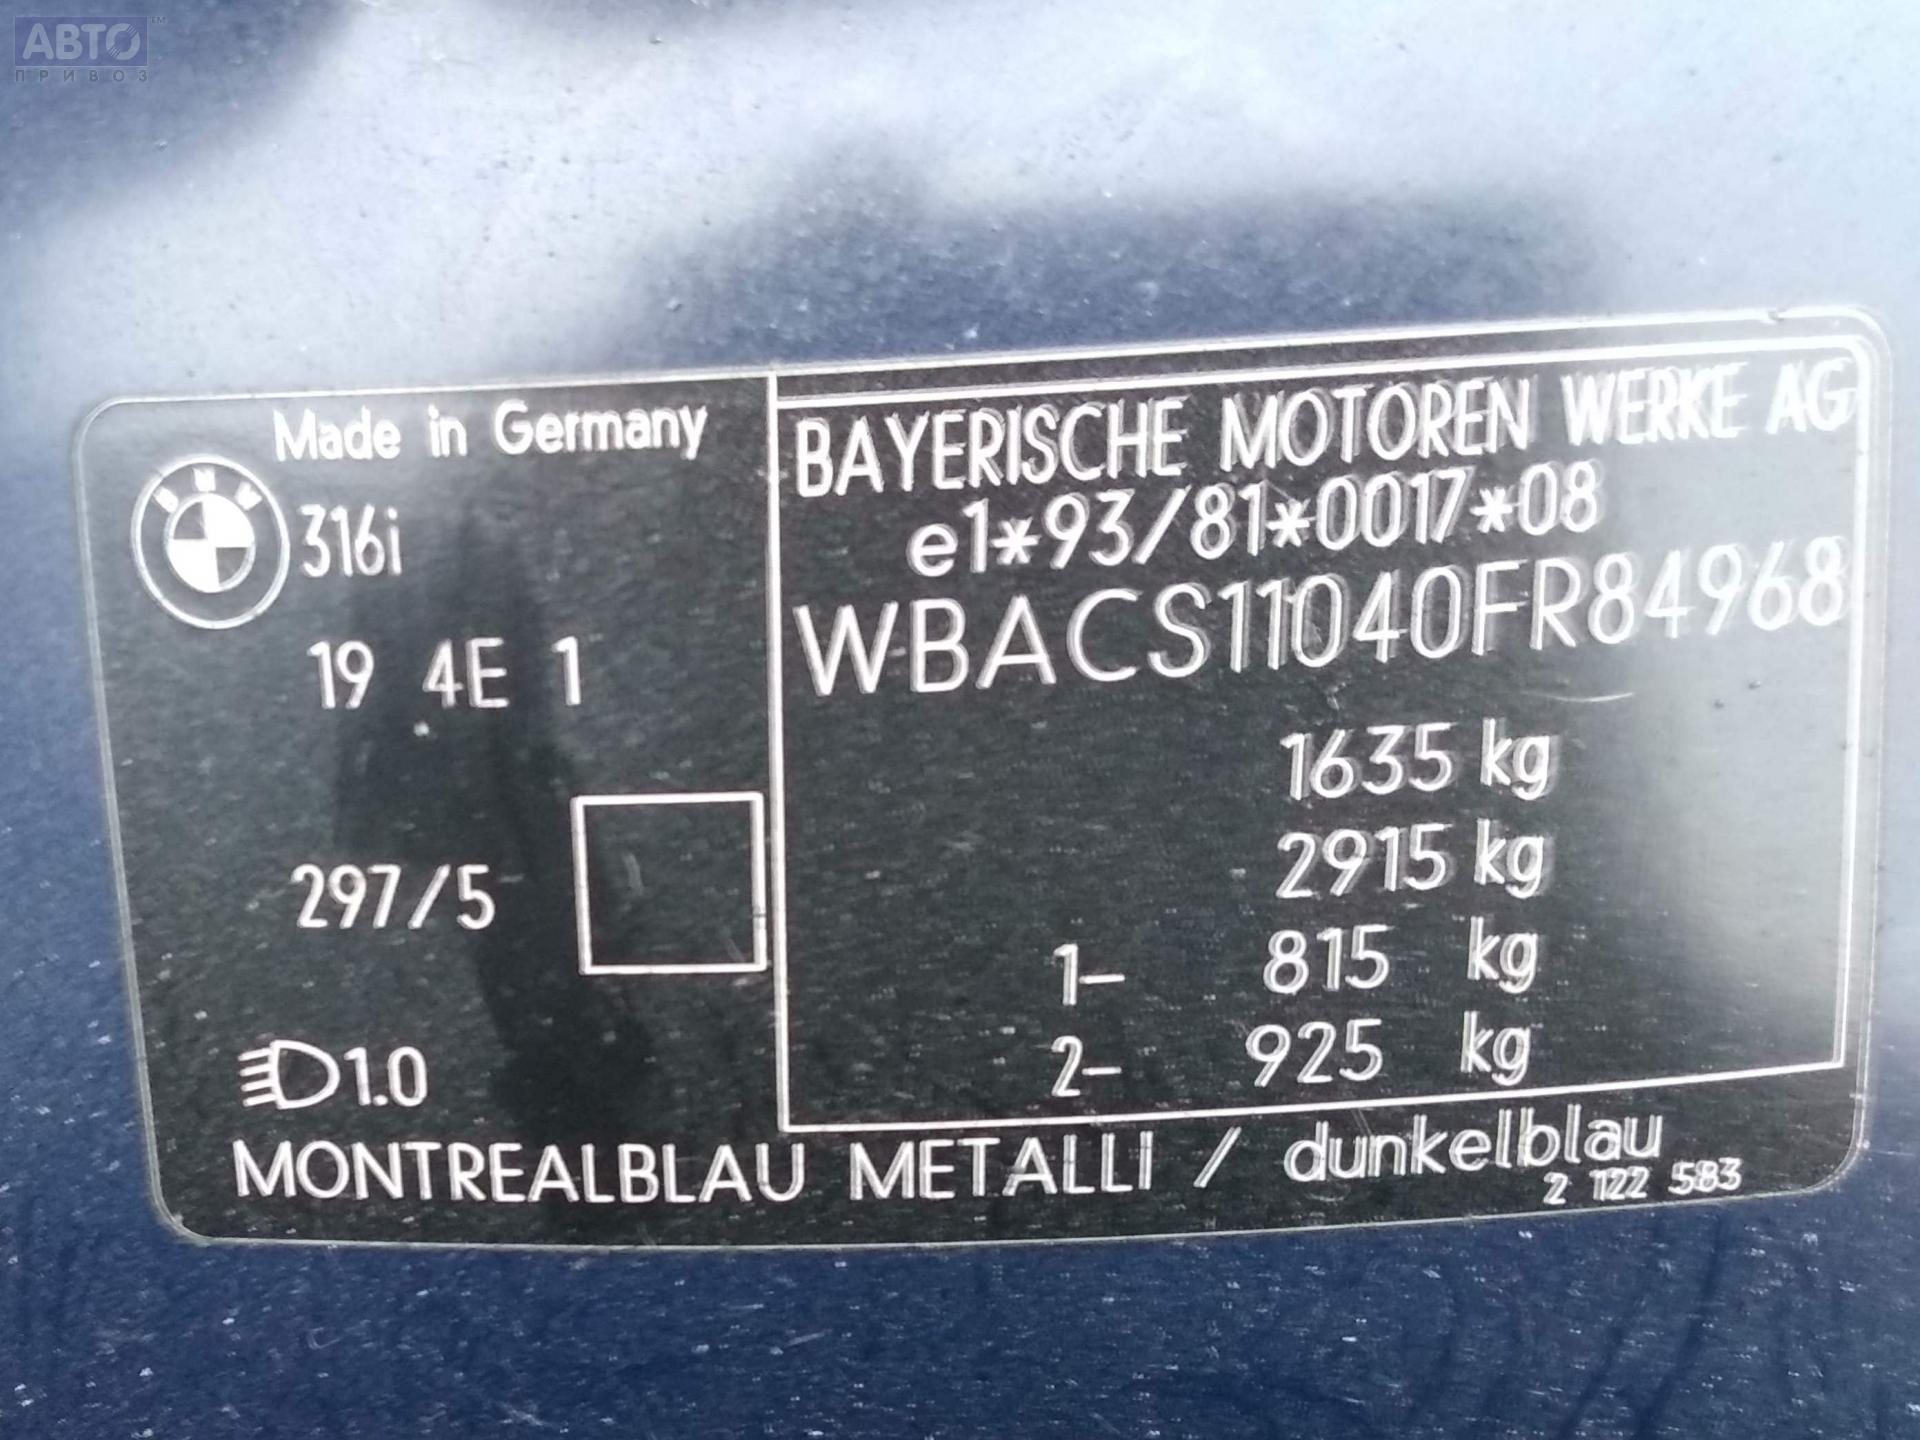 АВТО™
ПРИВОЗ
Made in Germany
BMW
316i
19 4E 1
297/5
1.0
BAYERISCHE MOTOREN WERKE AG
e1*93/81*0017*08
WBACS11040FR84968
1635 kg
2915 kg
1- 815 kg
2- 925 kg
MONTREALBLAU METALLI / dunkelblau
2 122 583